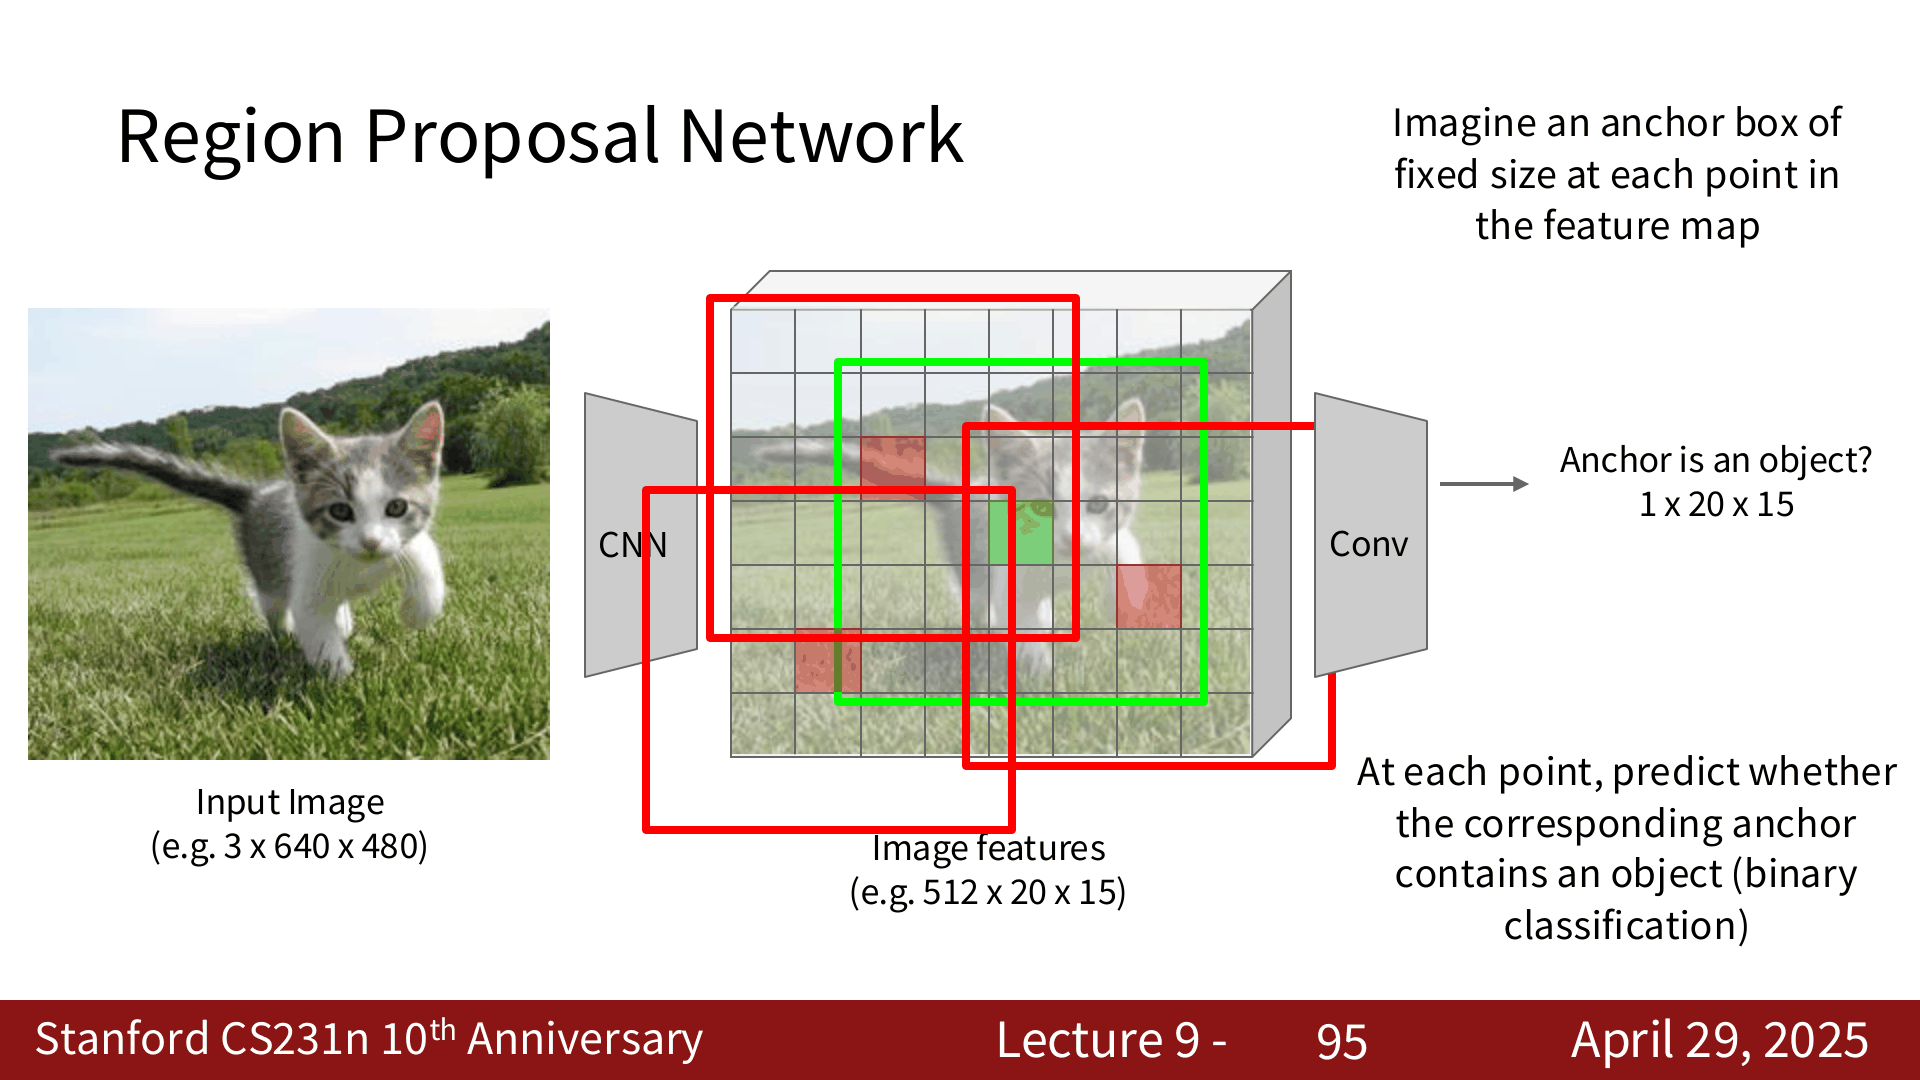 Region Proposal Network
Imagine an anchor box of
fixed size at each point in
the feature map
CNN
Conv
Anchor is an object?
1 x 20 x 15
Input Image
(e.g. 3 x 640 x 480)
Image features
(e.g. 512 x 20 x 15)
At each point, predict whether
the corresponding anchor
contains an object (binary
classification)
Stanford CS231n 10th Anniversary
Lecture 9 - 95
April 29, 2025